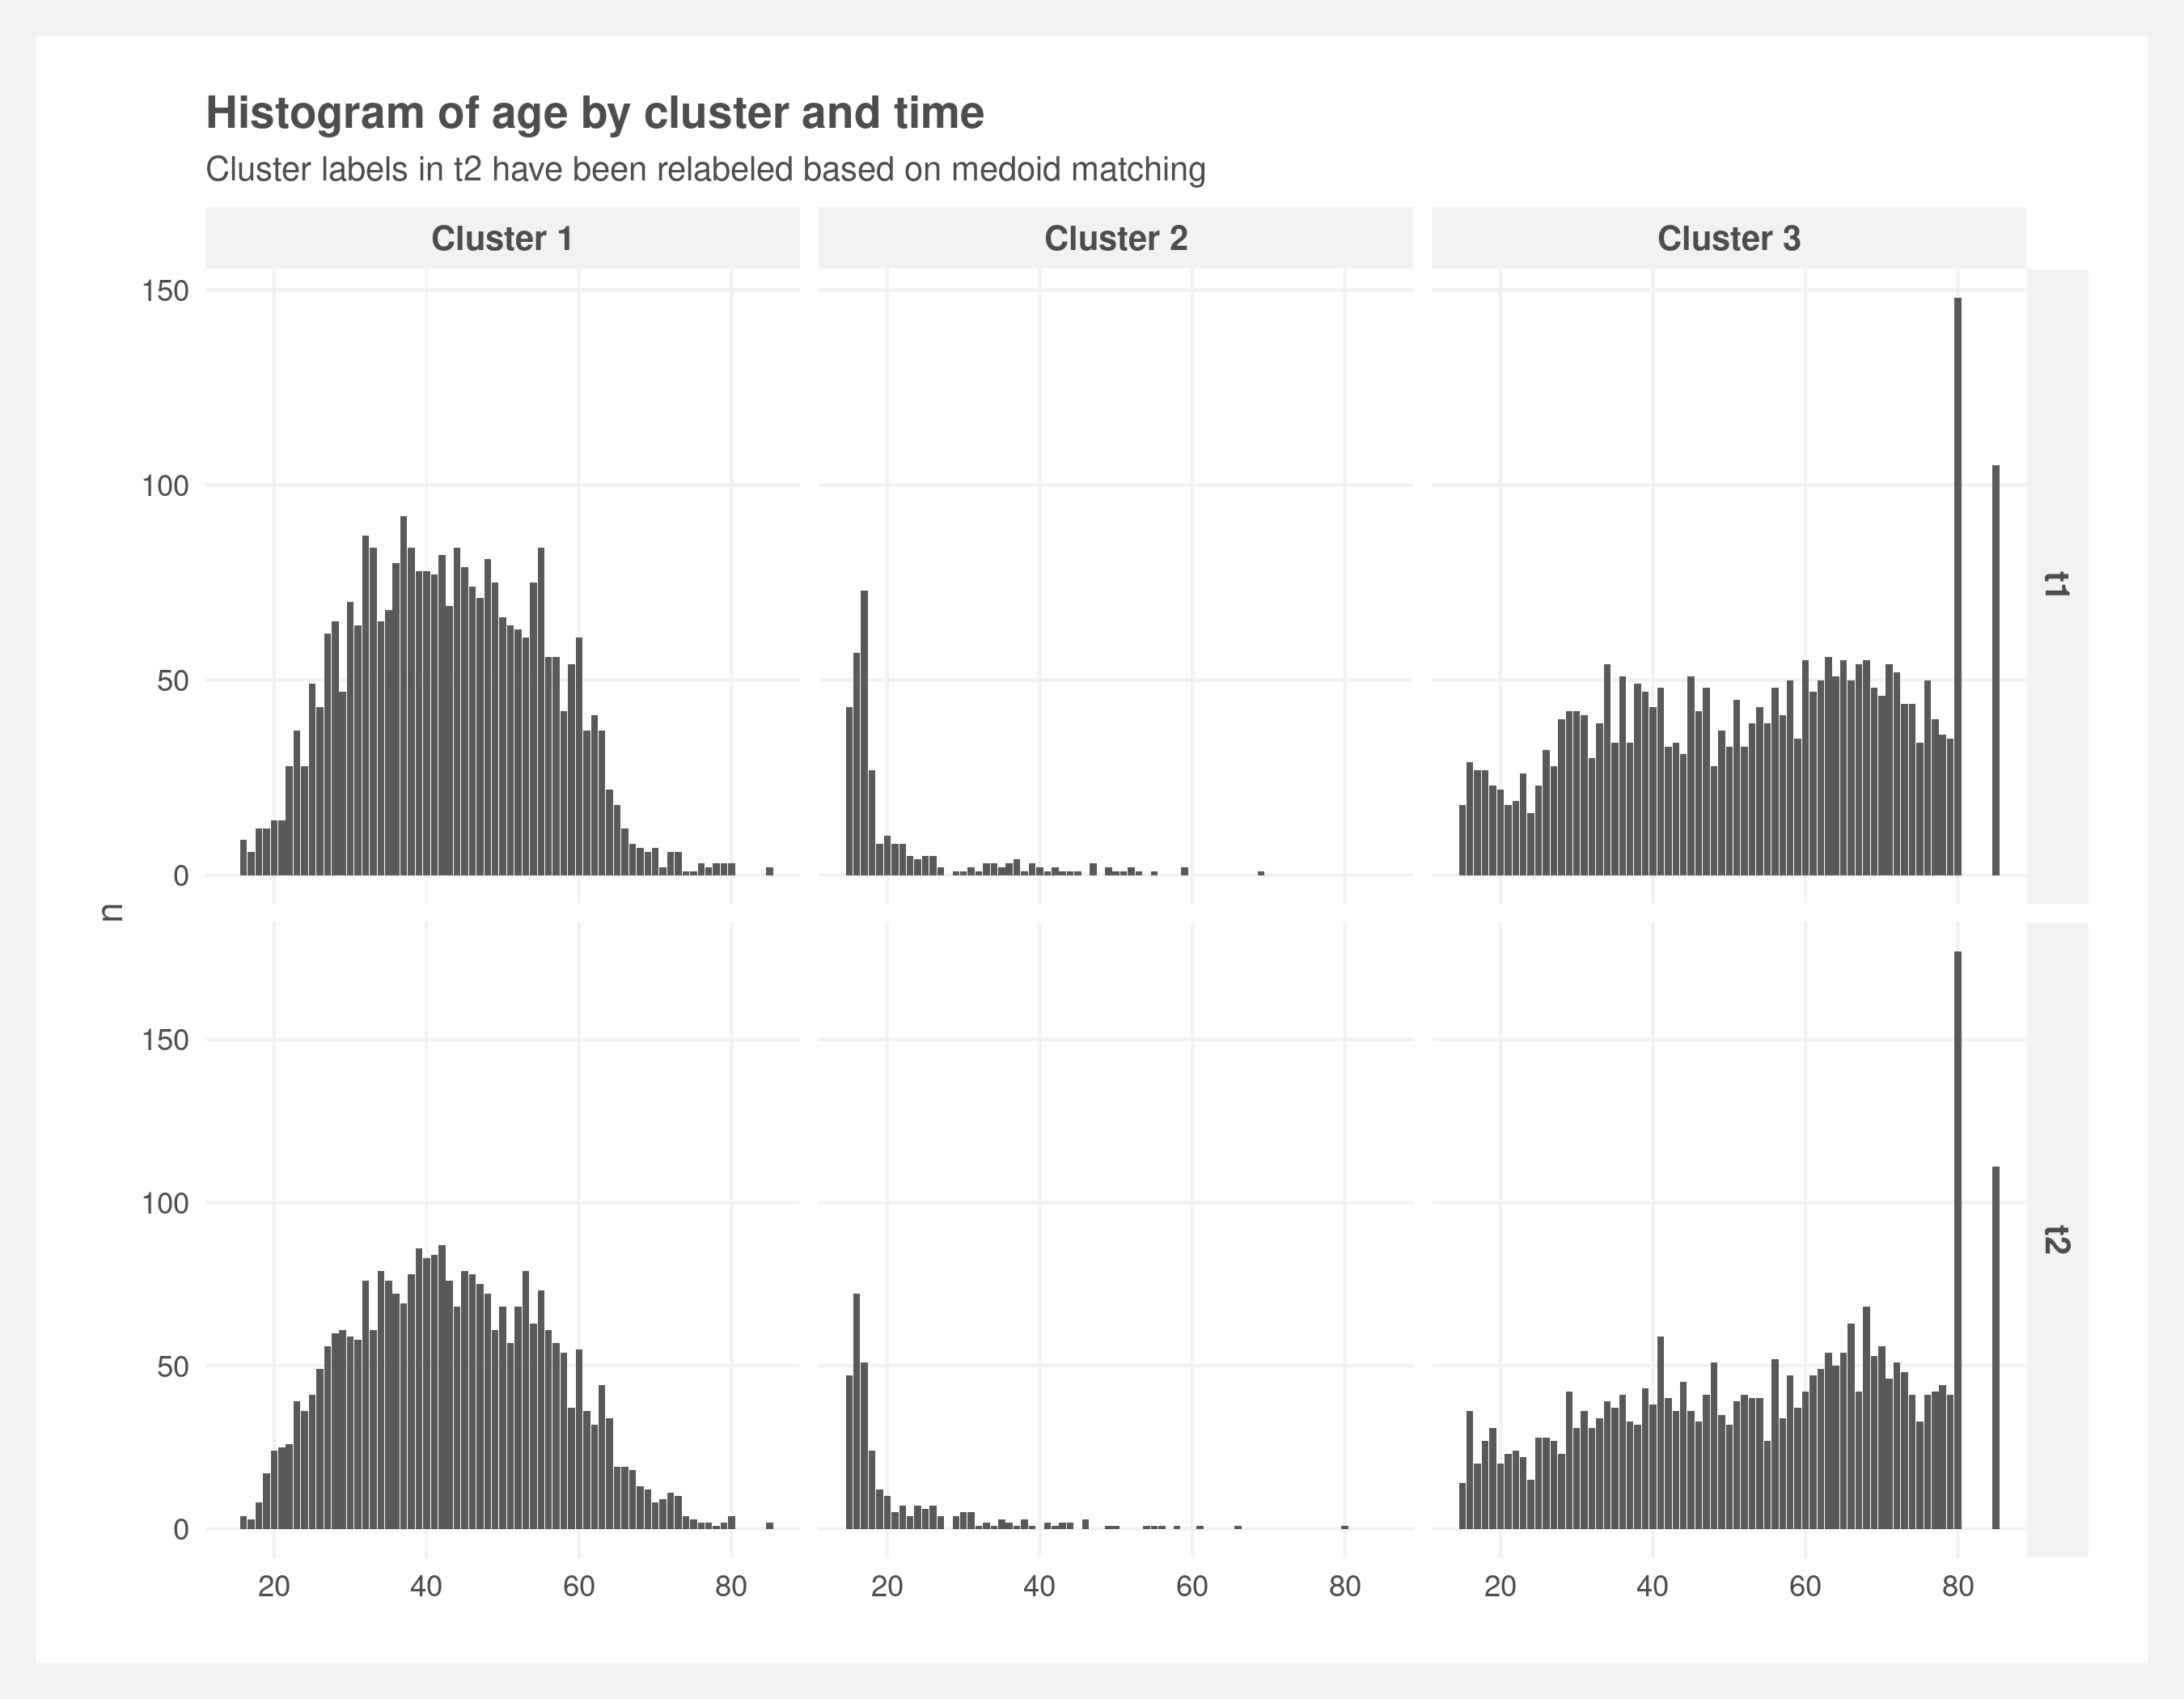 Histogram of age by cluster and time
Cluster labels in t2 have been relabeled based on medoid matching
Cluster 1 Cluster 2 Cluster 3
150
100
50
0
t1
n
150
100
50
0
t2
20 40 60 80 20 40 60 80 20 40 60 80